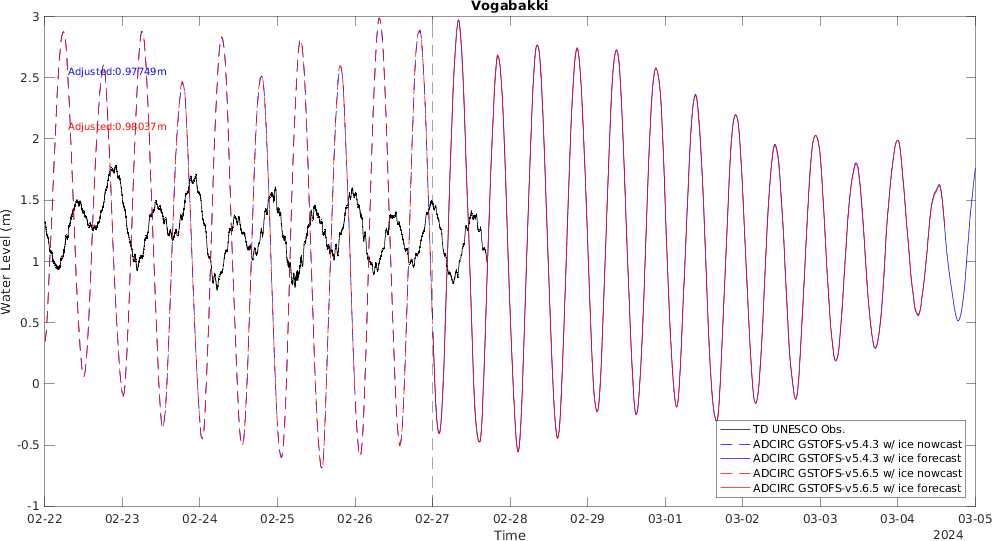 Vogabakki
Water Level (m)
3
2.5
2
1.5
1
0.5
0
-0.5
-1
Adjusted:0.97749m
Adjusted:0.98037m
TD UNESCO Obs.
ADCIRC GSTOFS-v5.4.3 w/ ice nowcast
ADCIRC GSTOFS-v5.4.3 w/ ice forecast
ADCIRC GSTOFS-v5.6.5 w/ ice nowcast
ADCIRC GSTOFS-v5.6.5 w/ ice forecast
02-22 02-23 02-24 02-25 02-26 02-27 02-28 02-29 03-01 03-02 03-03 03-04 03-05
Time
2024